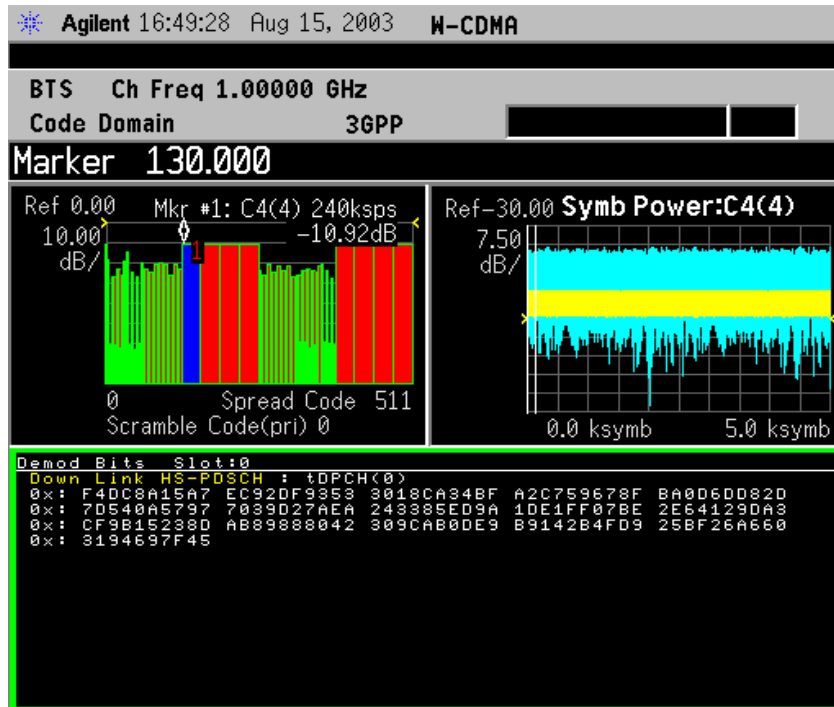 Agilent 16:49:28 Aug 15, 2003 W-CDMA
BTS Ch Freq 1.00000 GHz
Code Domain 3GPP
Marker 130.000
Ref 0.00 Mkr #1: C4(4) 240ksps
10.00 -10.92dB
dB/
1
0 Spread Code 511
Scramble Code(pri) 0
Ref-30.00 Symb Power:C4(4)
7.50
dB/
0.0 ksymb 5.0 ksymb
Demod Bits Slot:0
Down Link HS-PDSCH : tDPCH(0)
0x: F4DC8A15A7 EC92DF9353 3018CA34BF A2C759678F BA0D6DD82D
0x: 7D540A5797 7039D27AEA 243385ED9A 1DE1FF07BE 2E64129DA3
0x: CF9B15238D AB89888042 309CAB0DE9 B9142B4FD9 25BF26A660
0x: 3194697F45